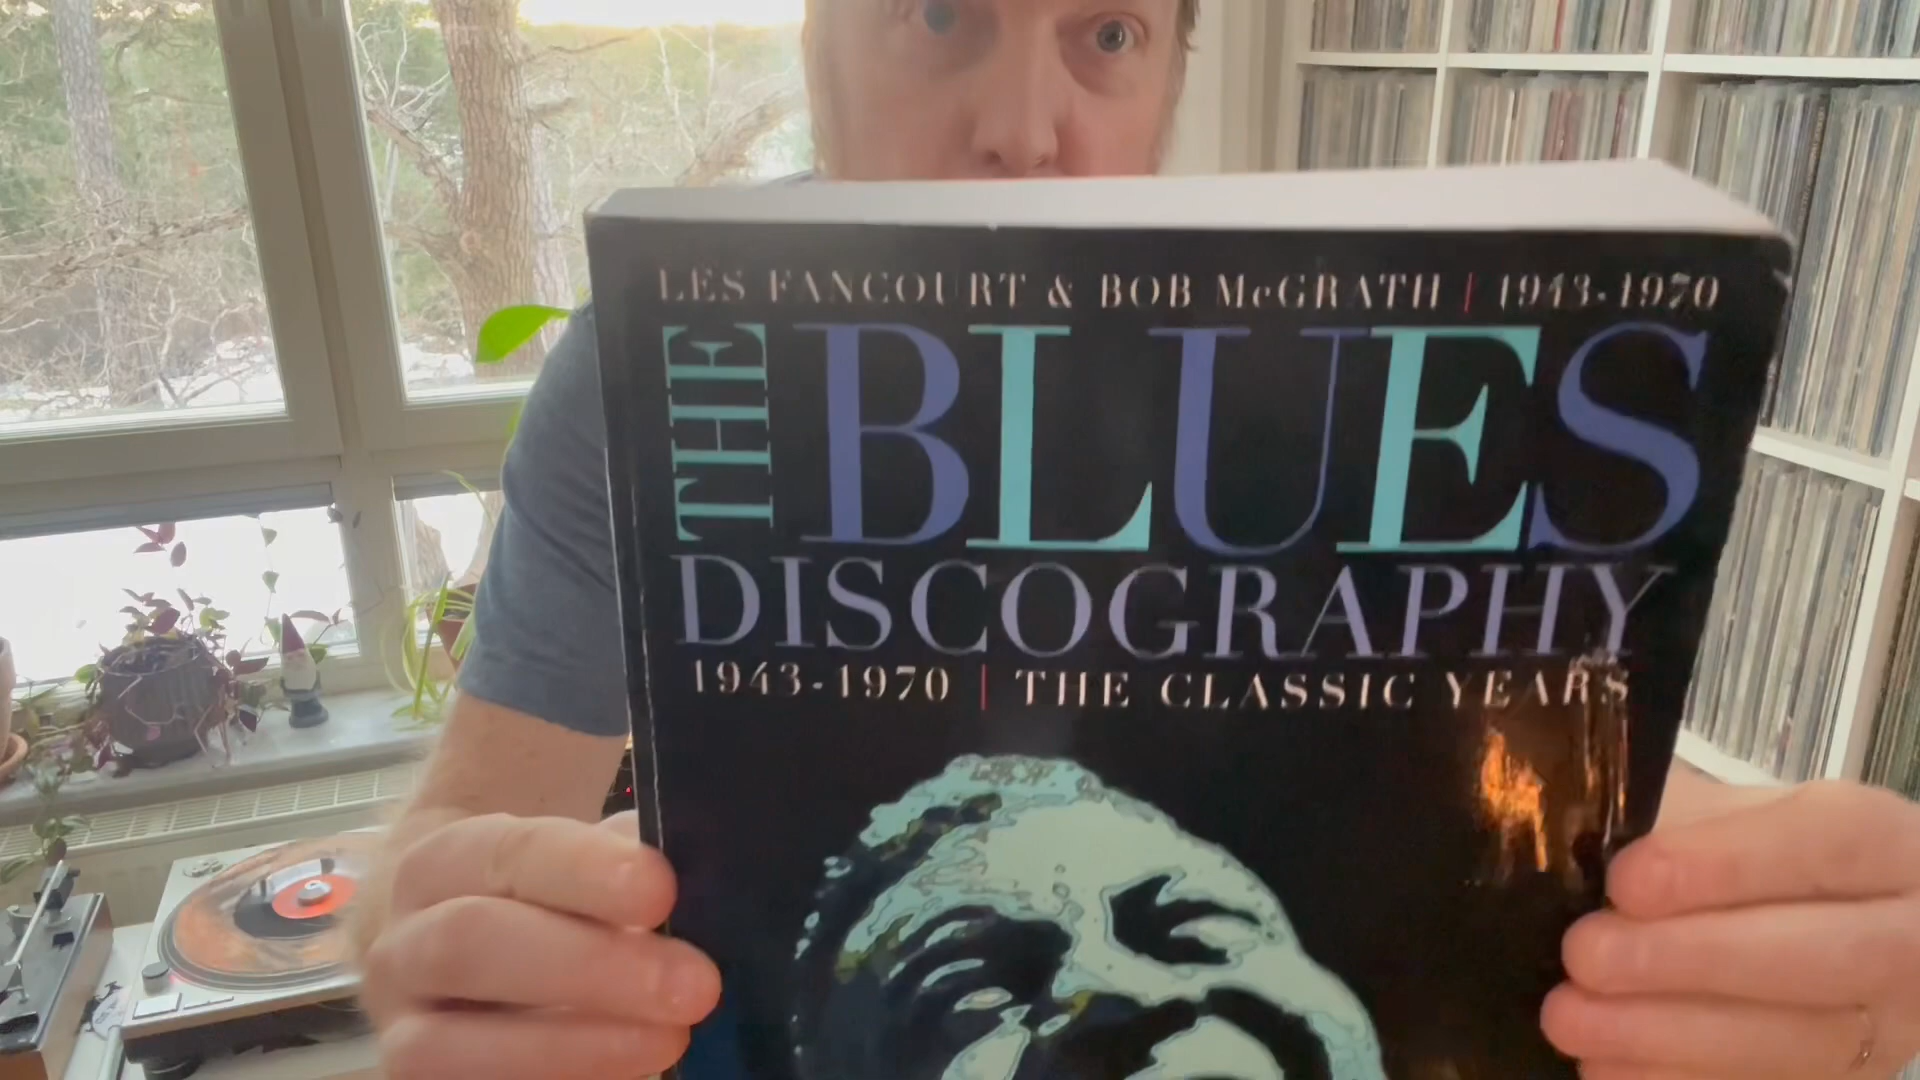 LES FANCOURT & BOB McGRATH | 1943-1970
THE BLUES
DISCOGRAPHY
1943-1970 | THE CLASSIC YEARS